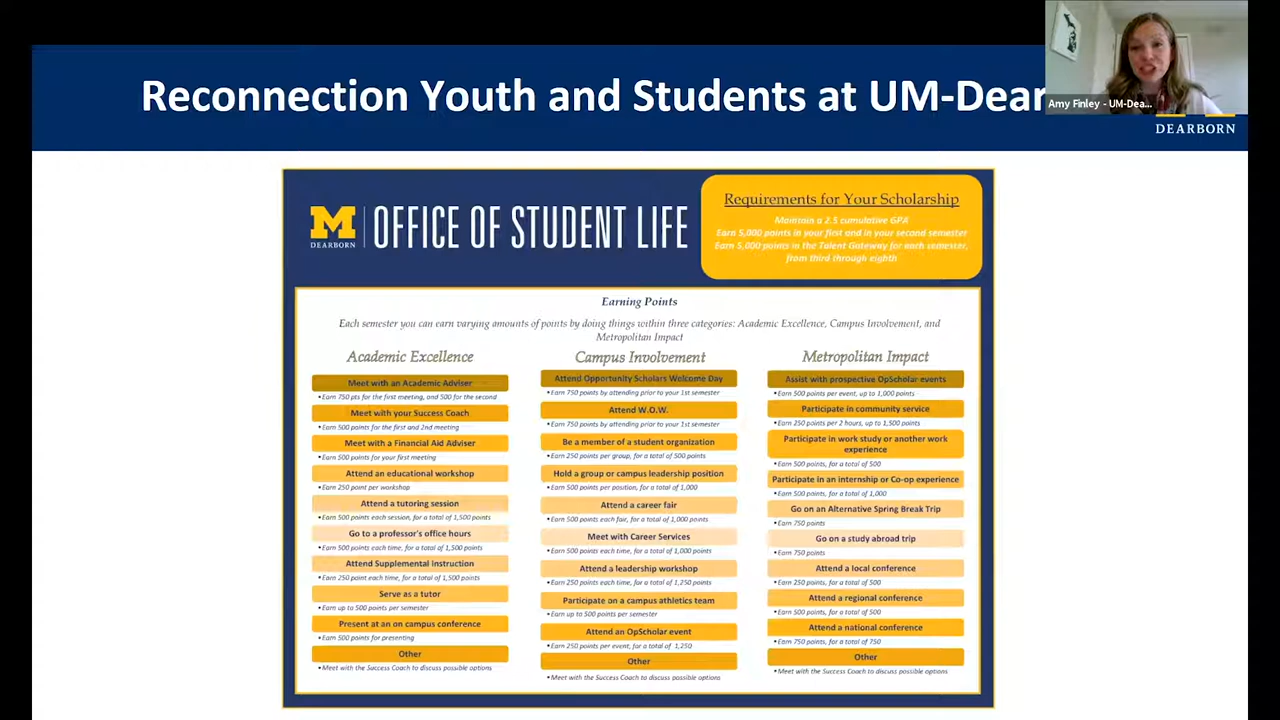 Reconnection Youth and Students at UM-Dear
Amy Finley - UM-Dea...
DEARBORN
M
DEARBORN
OFFICE OF STUDENT LIFE
Requirements for Your Scholarship
Maintain a 2.5 cumulative GPA
Earn 5,000 points in your first and in your second semester
Earn 5,000 points in the Talent Gateway for each semester,
from third through eighth
Earning Points
Each semester you can earn varying amounts of points by doing things within three categories: Academic Excellence, Campus Involvement, and
Metropolitan Impact
Academic Excellence
Meet with an Academic Adviser
•Earn 750 pts for the first meeting, and 500 for the second
Meet with your Success Coach
•Earn 500 points for the first and 2nd meeting
Meet with a Financial Aid Adviser
•Earn 500 points for your first meeting
Attend an educational workshop
•Earn 250 point per workshop
Attend a tutoring session
•Earn 500 points each session, for a total of 1,500 points
Go to a professor's office hours
•Earn 500 points each time, for a total of 1,500 points
Attend Supplemental Instruction
•Earn 250 point each time, for a total of 1,500 points
Serve as a tutor
•Earn up to 500 points per semester
Present at an on campus conference
•Earn 500 points for presenting
Other
•Meet with the Success Coach to discuss possible options
Campus Involvement
Attend Opportunity Scholars Welcome Day
•Earn 750 points by attending prior to your 1st semester
Attend W.O.W.
•Earn 750 points by attending prior to your 1st semester
Be a member of a student organization
•Earn 250 points per group, for a total of 500 points
Hold a group or campus leadership position
•Earn 500 points per position, for a total of 1,000
Attend a career fair
•Earn 500 points each fair, for a total of 1,000 points
Meet with Career Services
•Earn 500 points each time, for a total of 1,000 points
Attend a leadership workshop
•Earn 250 points each time, for a total of 1,250 points
Participate on a campus athletics team
•Earn up to 500 points per semester
Attend an OpScholar event
•Earn 250 points per event, for a total of 1,250
Other
•Meet with the Success Coach to discuss possible options
Metropolitan Impact
Assist with prospective OpScholar events
•Earn 500 points per event, up to 1,000 points
Participate in community service
•Earn 250 points per 2 hours, up to 1,500 points
Participate in work study or another work
experience
•Earn 500 points, for a total of 500
Participate in an internship or Co-op experience
•Earn 500 points, for a total of 1,000
Go on an Alternative Spring Break Trip
•Earn 750 points
Go on a study abroad trip
•Earn 750 points
Attend a local conference
•Earn 250 points, for a total of 500
Attend a regional conference
•Earn 500 points, for a total of 500
Attend a national conference
•Earn 750 points, for a total of 750
Other
•Meet with the Success Coach to discuss possible options